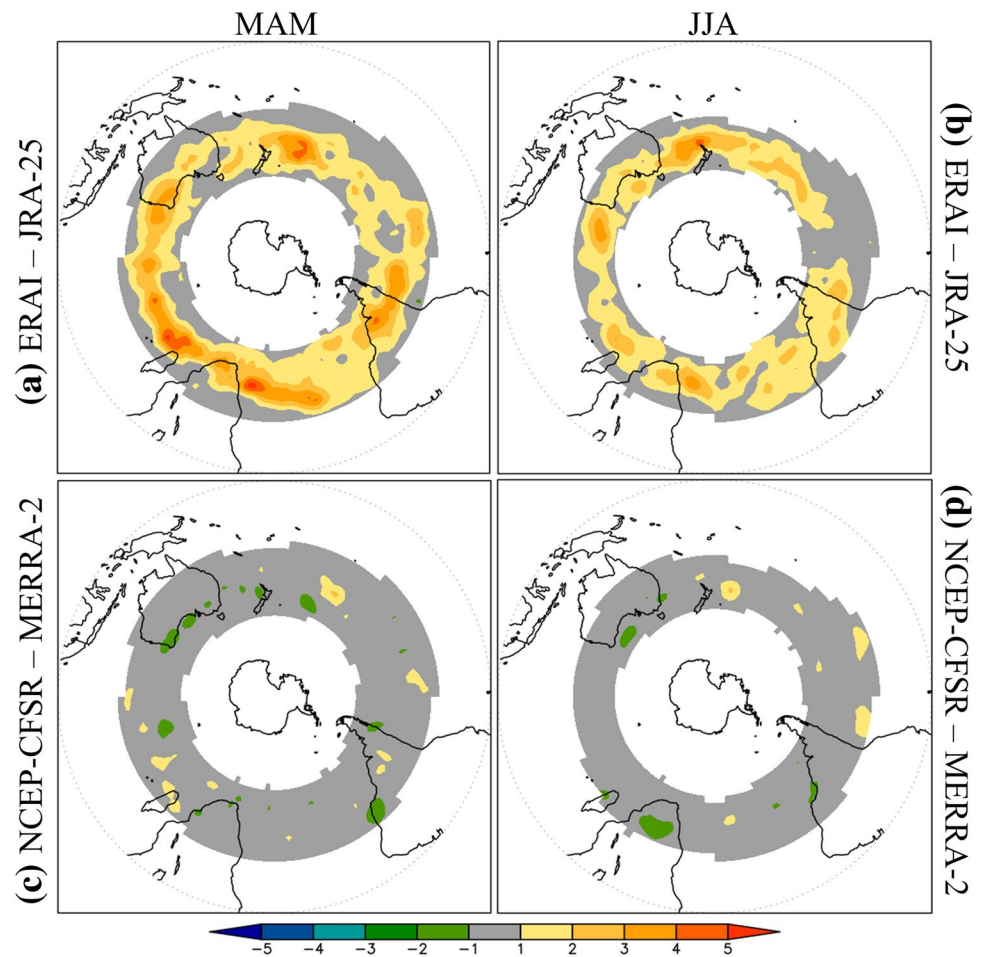 MAM
JJA
(a) ERAI – JRA-25
(b) ERAI – JRA-25
(c) NCEP-CFSR – MERRA-2
(d) NCEP-CFSR – MERRA-2
−5 −4 −3 −2 −1 1 2 3 4 5